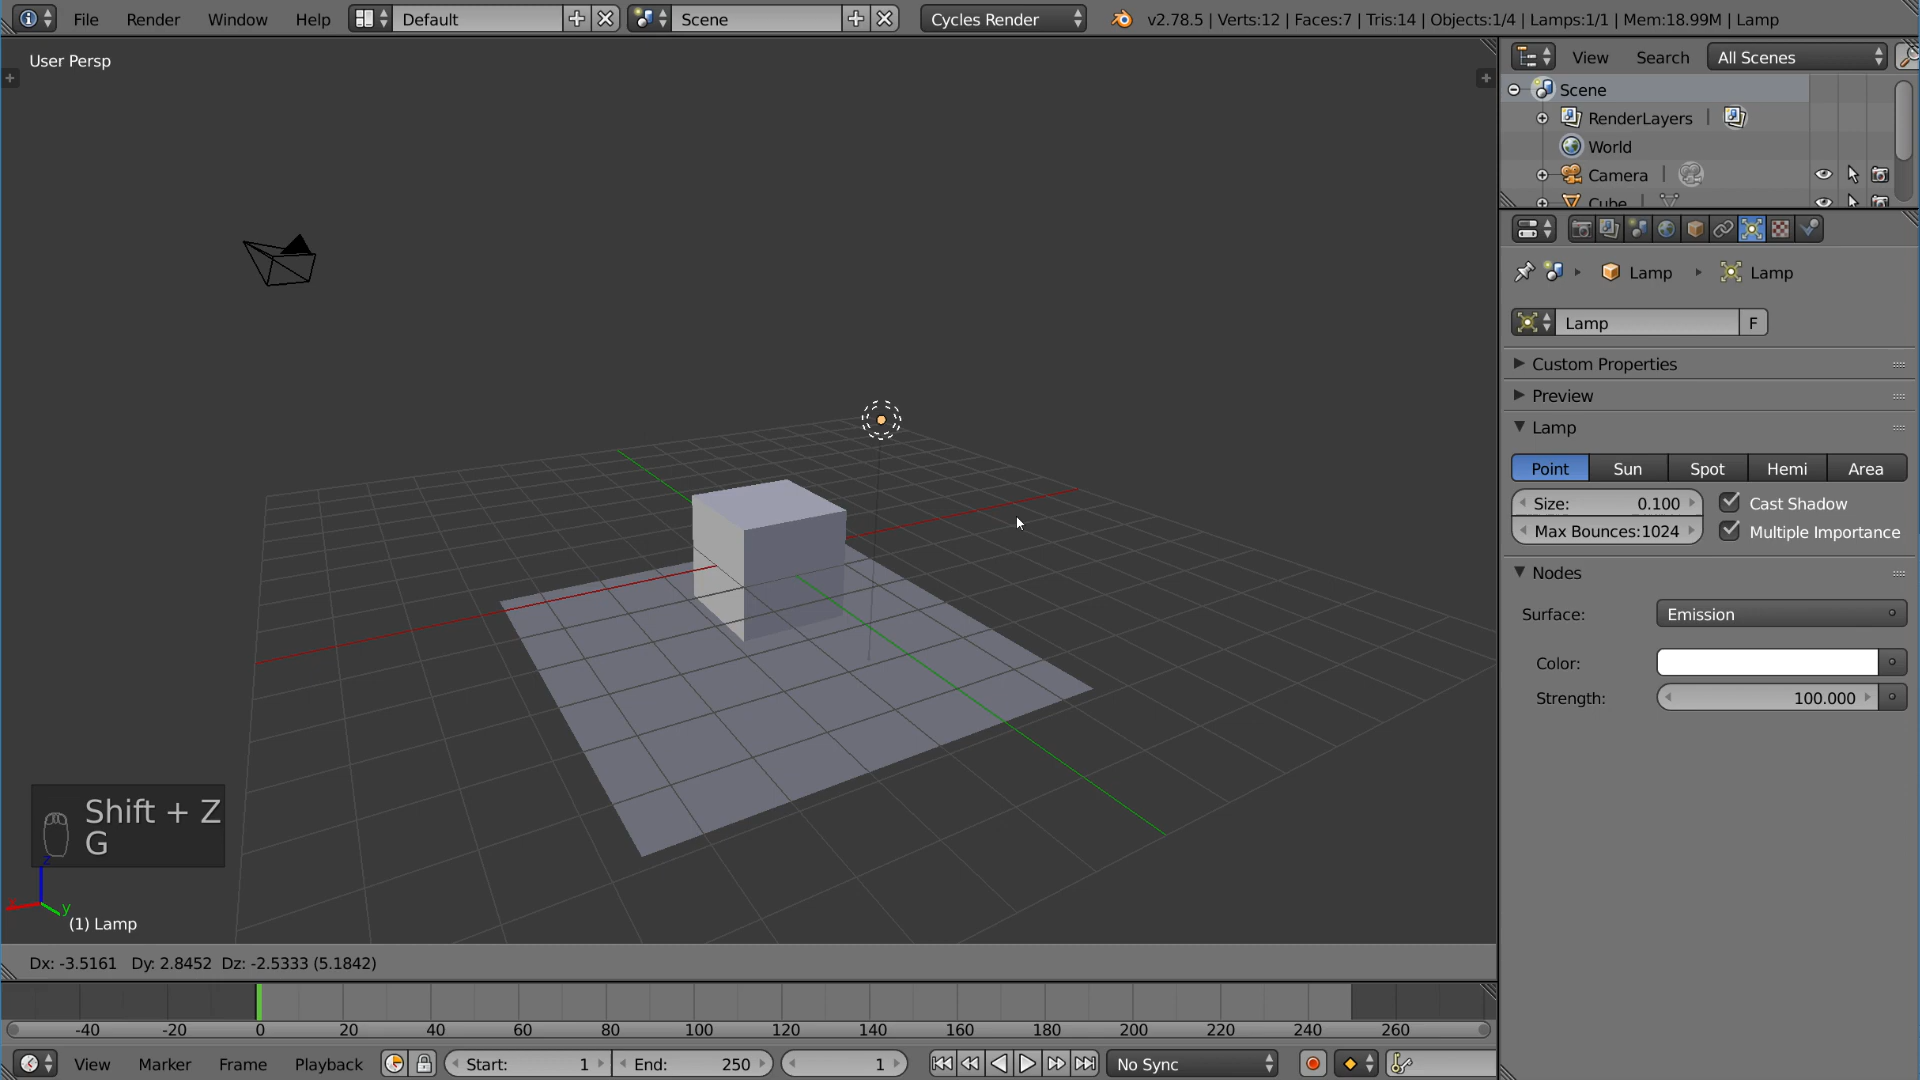 File Render Window Help Default Scene Cycles Render v2.78.5 | Verts:12 | Faces:7 | Tris:14 | Objects:1/4 | Lamps:1/1 | Mem:18.99M | Lamp
User Persp
View Search All Scenes
Scene
RenderLayers
World
Camera
Cube
Lamp Lamp
Lamp F
Custom Properties
Preview
Lamp
Point Sun Spot Hemi Area
Size: 0.100 Cast Shadow
Max Bounces:1024 Multiple Importance
Nodes
Surface: Emission
Color:
Strength: 100.000
Shift + Z
G
z
x y
(1) Lamp
Dx: -3.5161 Dy: 2.8452 Dz: -2.5333 (5.1842)
-40 -20 0 20 40 60 80 100 120 140 160 180 200 220 240 260
View Marker Frame Playback Start: 1 End: 250 1 No Sync